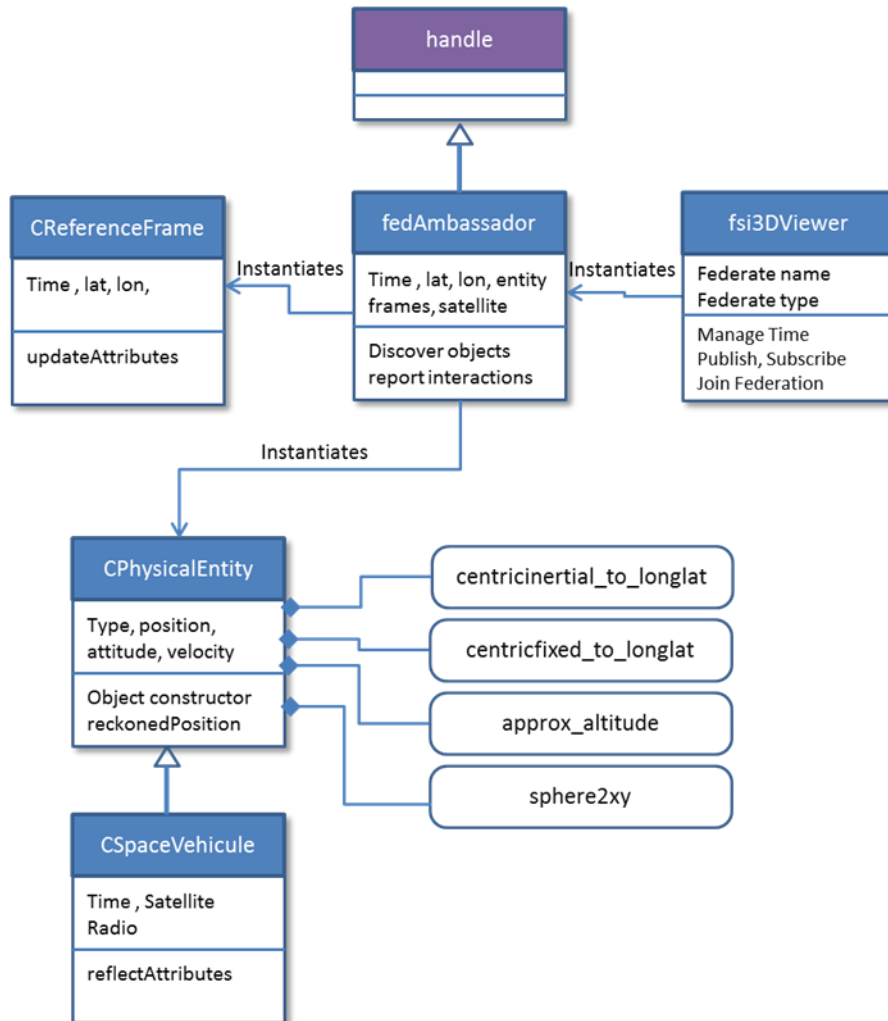 handle
CReferenceFrame
Time , lat, lon,
updateAttributes
Instantiates
fedAmbassador
Time , lat, lon, entity
frames, satellite
Discover objects
report interactions
Instantiates
fsi3DViewer
Federate name
Federate type
Manage Time
Publish, Subscribe
Join Federation
Instantiates
CPhysicalEntity
Type, position,
attitude, velocity
Object constructor
reckonedPosition
centricinertial_to_longlat
centricfixed_to_longlat
approx_altitude
sphere2xy
CSpaceVehicule
Time , Satellite
Radio
reflectAttributes